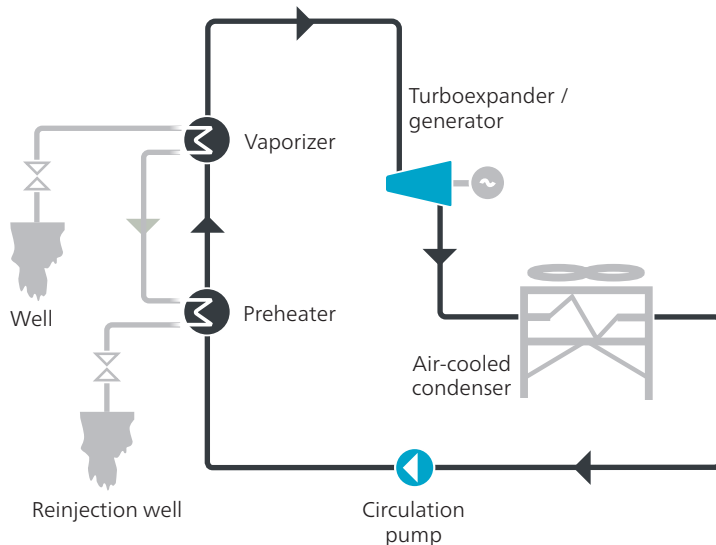 Turboexpander /
generator
Vaporizer
Well
Preheater
Air-cooled
condenser
Reinjection well
Circulation
pump